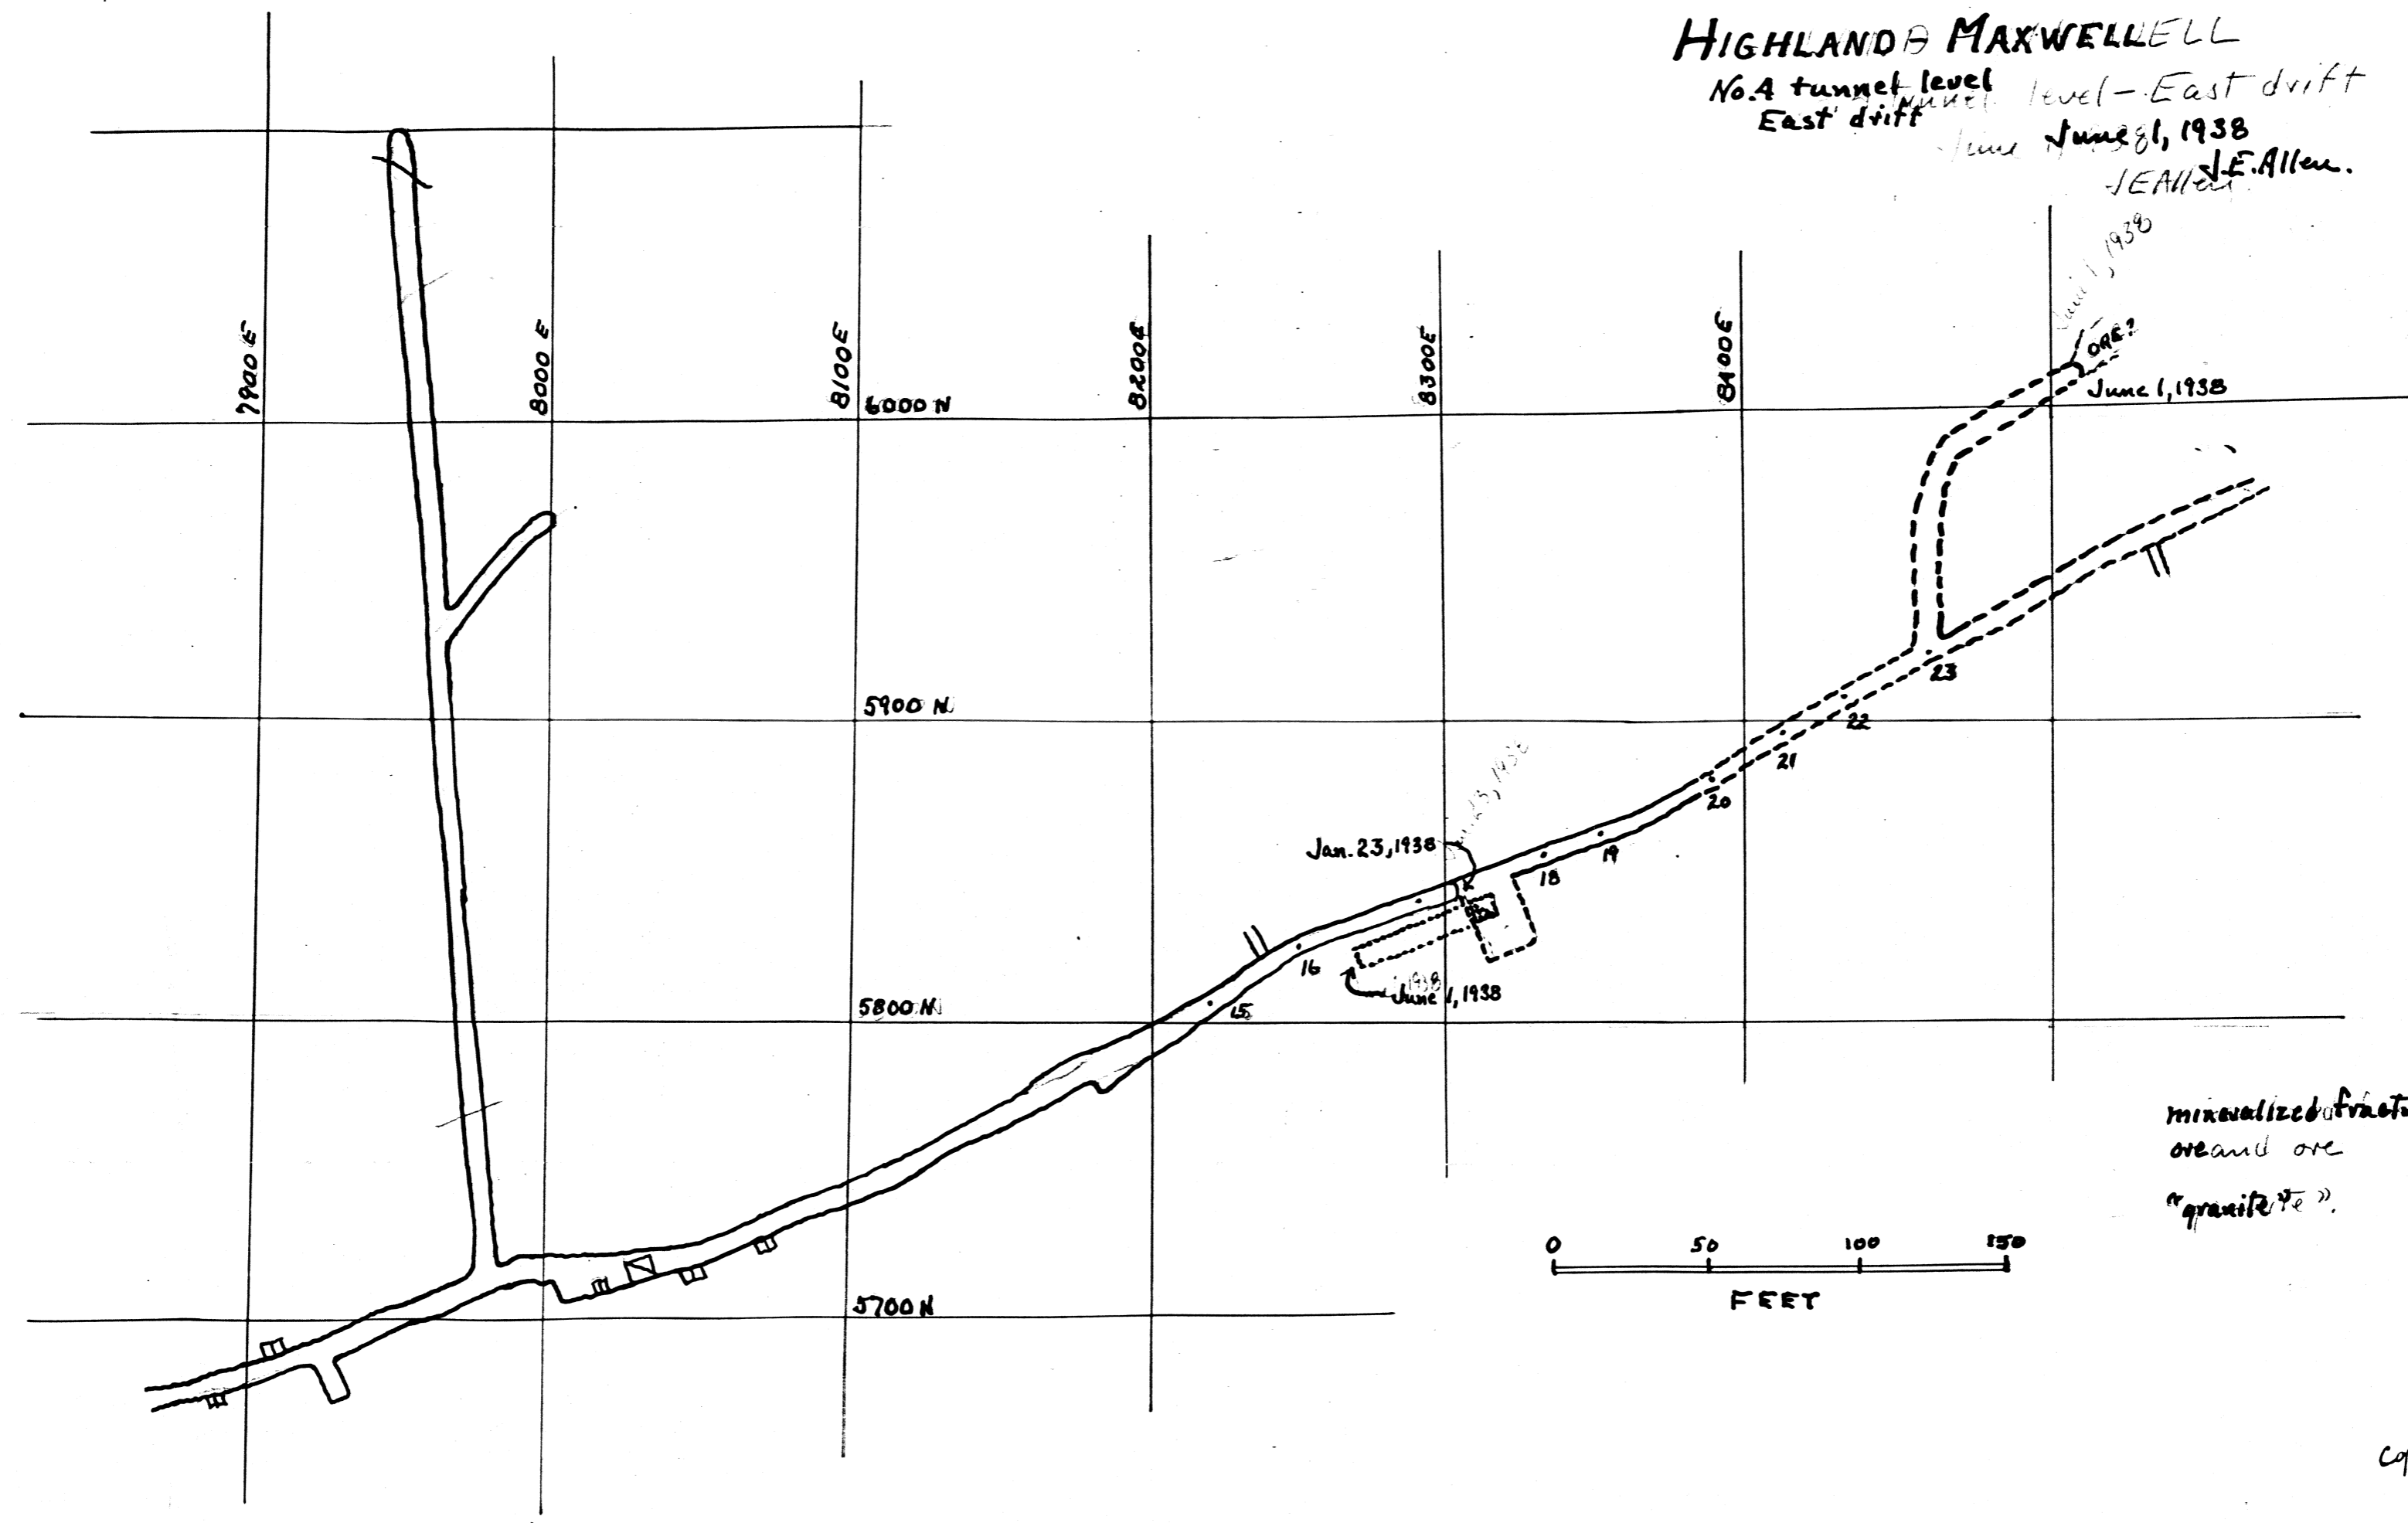 HIGHLAND MAXWELL
No.4 tunnel level
East drift
level - East drift
June 1, 1938
J.E. Allen.
J E Allen
1938
ORE?
June 1, 1938
7900 E
8000 E
8100 E
8200 E
8300 E
8400 E
6000 N
5900 N
23
22
21
20
19
18
Jan. 23, 1938
16
June 1, 1938
15
5800 N
mineralized
ore and ore
"granite".
0 50 100 150
FEET
5700 N